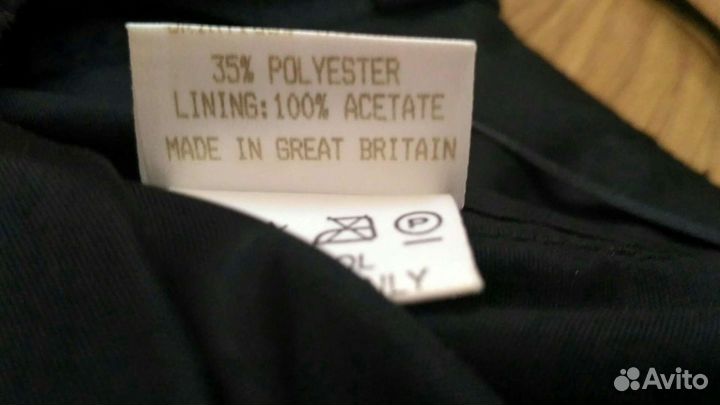 35% POLYESTER
LINING:100% ACETATE
MADE IN GREAT BRITAIN
P
Avito